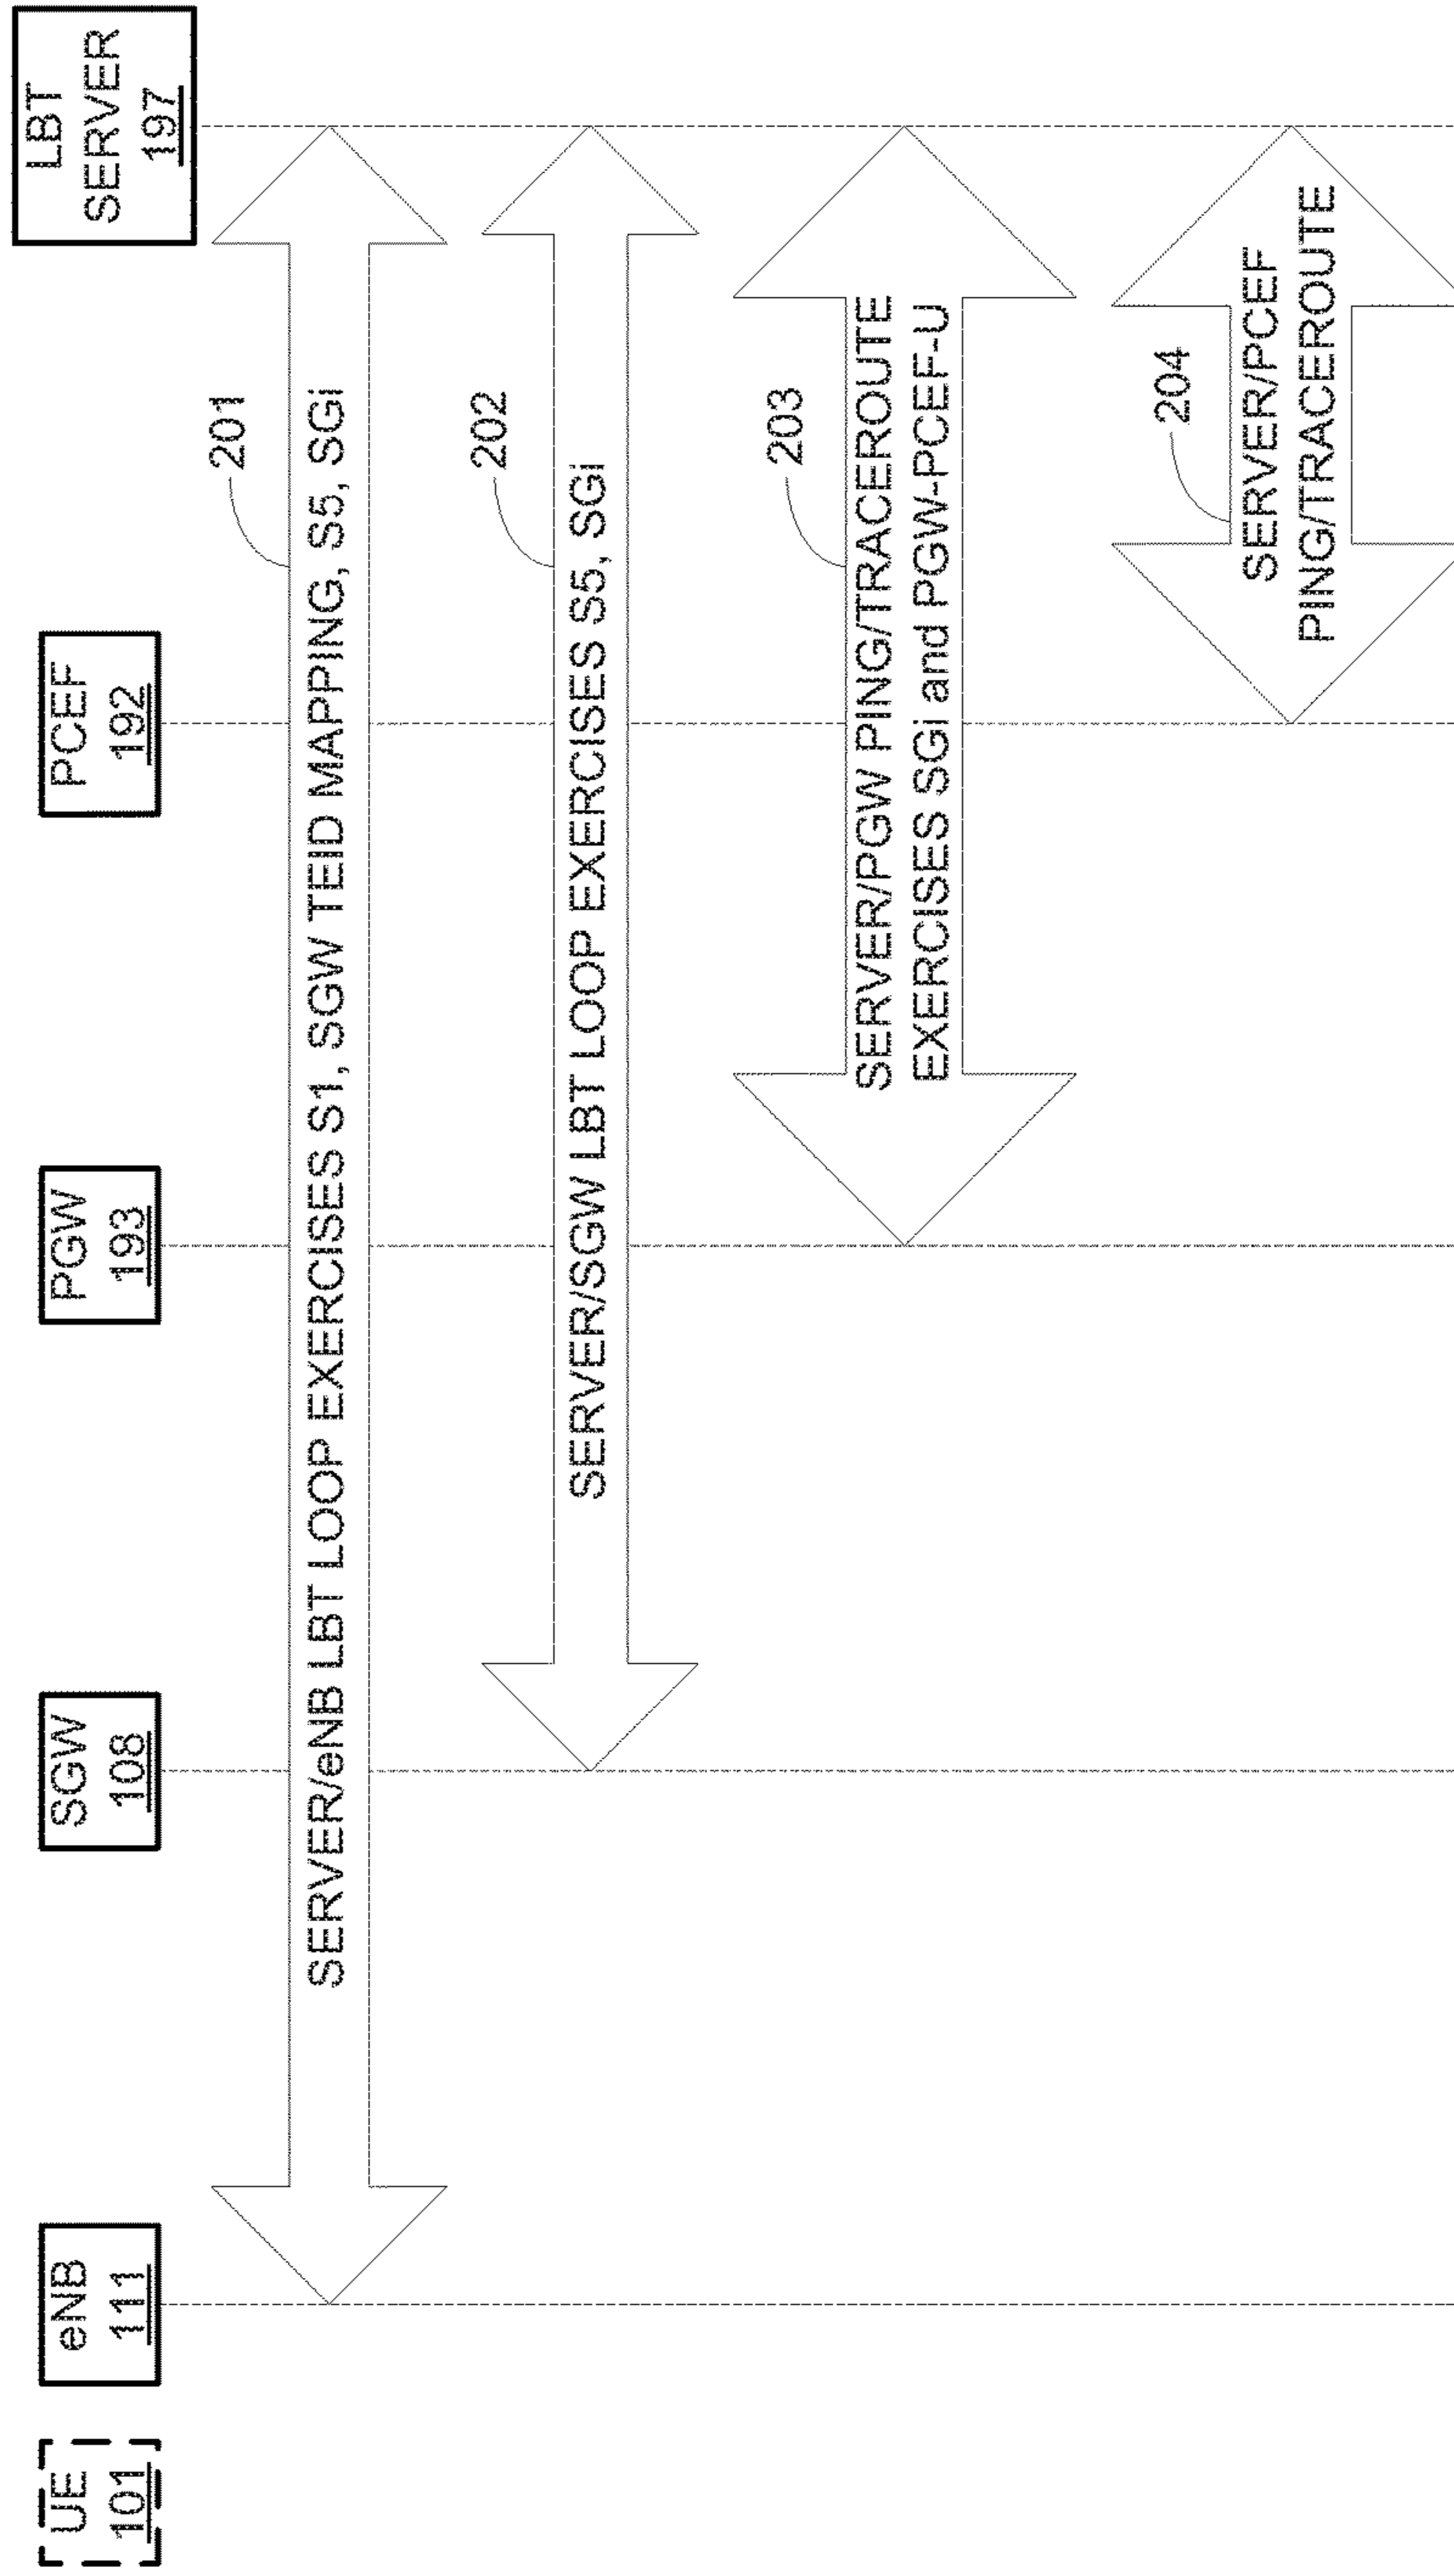 UE
101
eNB
111
SGW
108
PGW
193
PCEF
192
LBT
SERVER
197
201
SERVER/eNB LBT LOOP EXERCISES S1, SGW TEID MAPPING, S5, SGi
202
SERVER/SGW LBT LOOP EXERCISES S5, SGi
203
SERVER/PGW PING/TRACEROUTE
EXERCISES SGi and PGW-PCEF-U
204
SERVER/PCEF
PING/TRACEROUTE